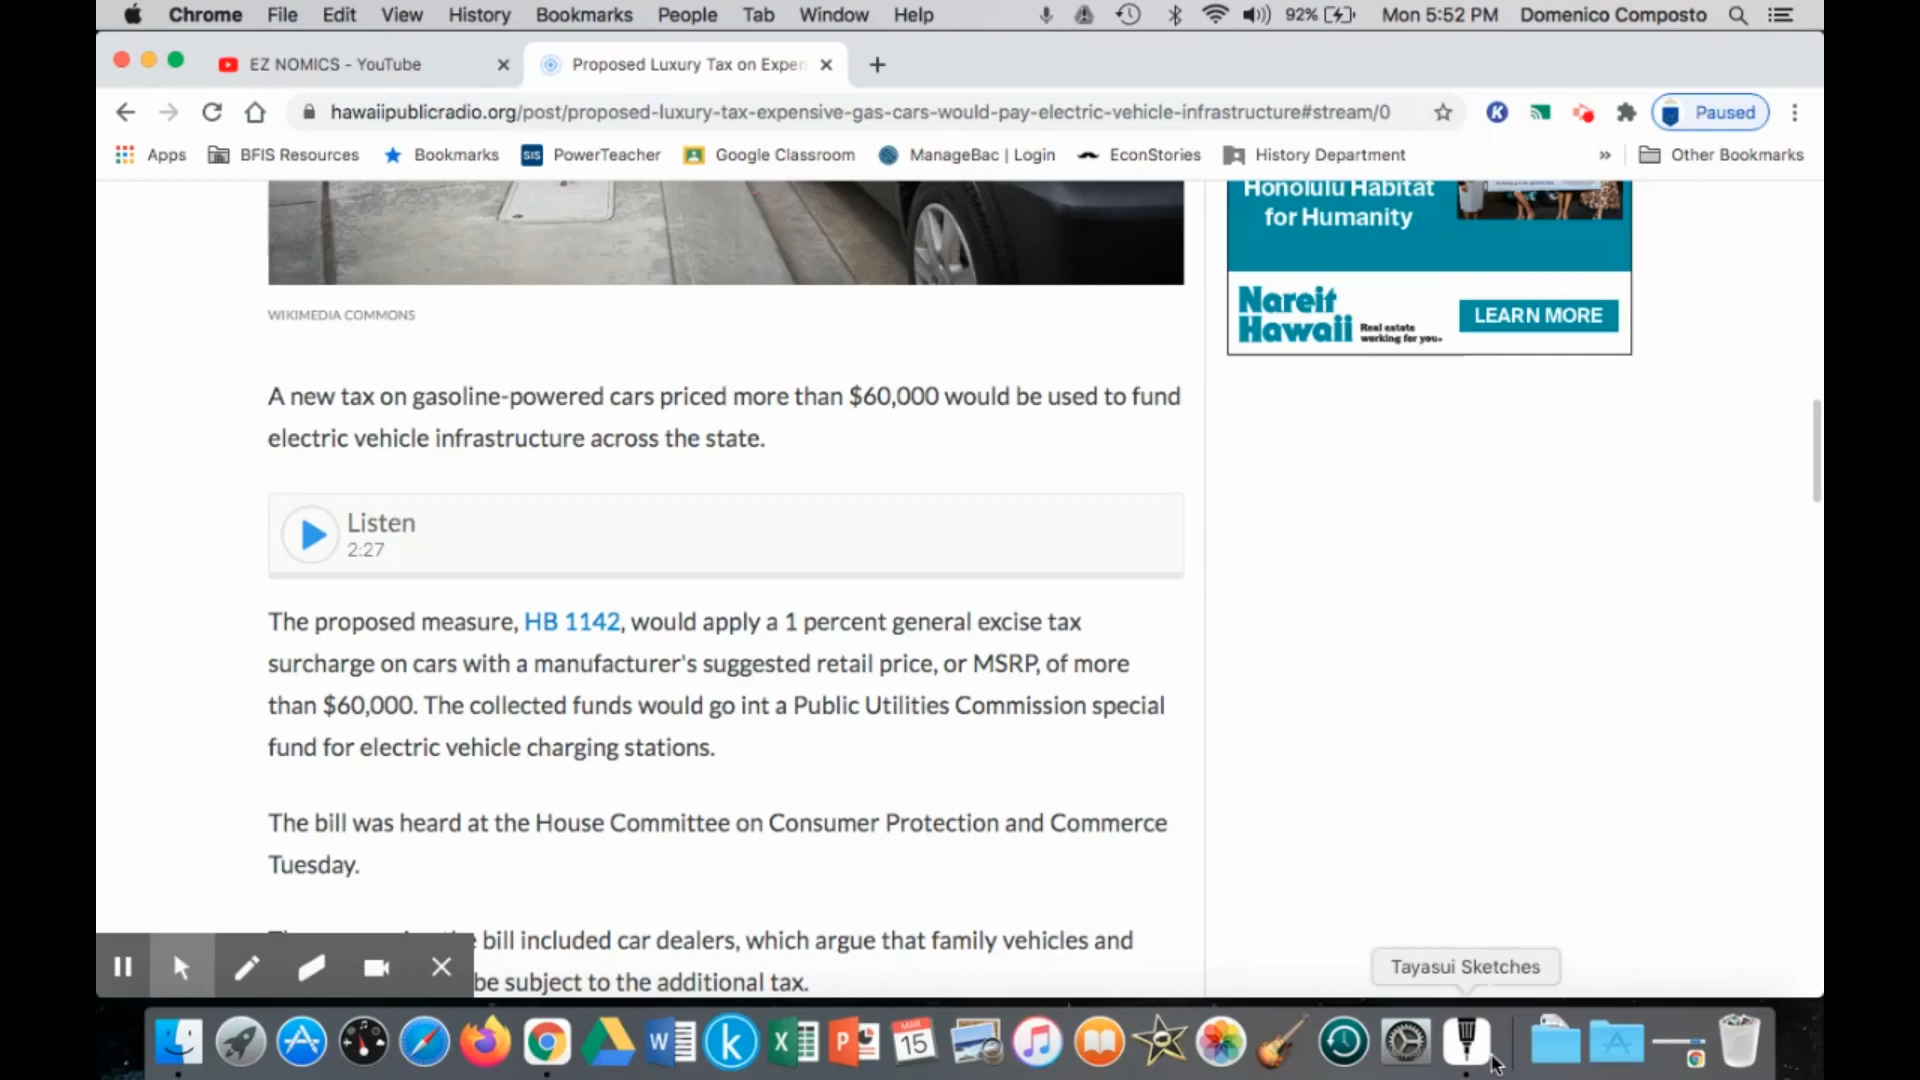 Chrome File Edit View History Bookmarks People Tab Window Help 92% Mon 5:52 PM Domenico Composto
EZ NOMICS - YouTube Proposed Luxury Tax on Expen
hawaiipublicradio.org/post/proposed-luxury-tax-expensive-gas-cars-would-pay-electric-vehicle-infrastructure#stream/0 K Paused
Apps BFIS Resources Bookmarks SIS PowerTeacher Google Classroom ManageBac | Login EconStories History Department » Other Bookmarks
Honolulu Habitat
for Humanity
Nareit
Hawaii
Real estate
working for you.
LEARN MORE
WIKIMEDIA COMMONS
A new tax on gasoline-powered cars priced more than $60,000 would be used to fund
electric vehicle infrastructure across the state.
Listen
2:27
The proposed measure, HB 1142, would apply a 1 percent general excise tax
surcharge on cars with a manufacturer's suggested retail price, or MSRP, of more
than $60,000. The collected funds would go int a Public Utilities Commission special
fund for electric vehicle charging stations.
The bill was heard at the House Committee on Consumer Protection and Commerce
Tuesday.
bill included car dealers, which argue that family vehicles and
be subject to the additional tax.
Tayasui Sketches
W k X P MAR 15